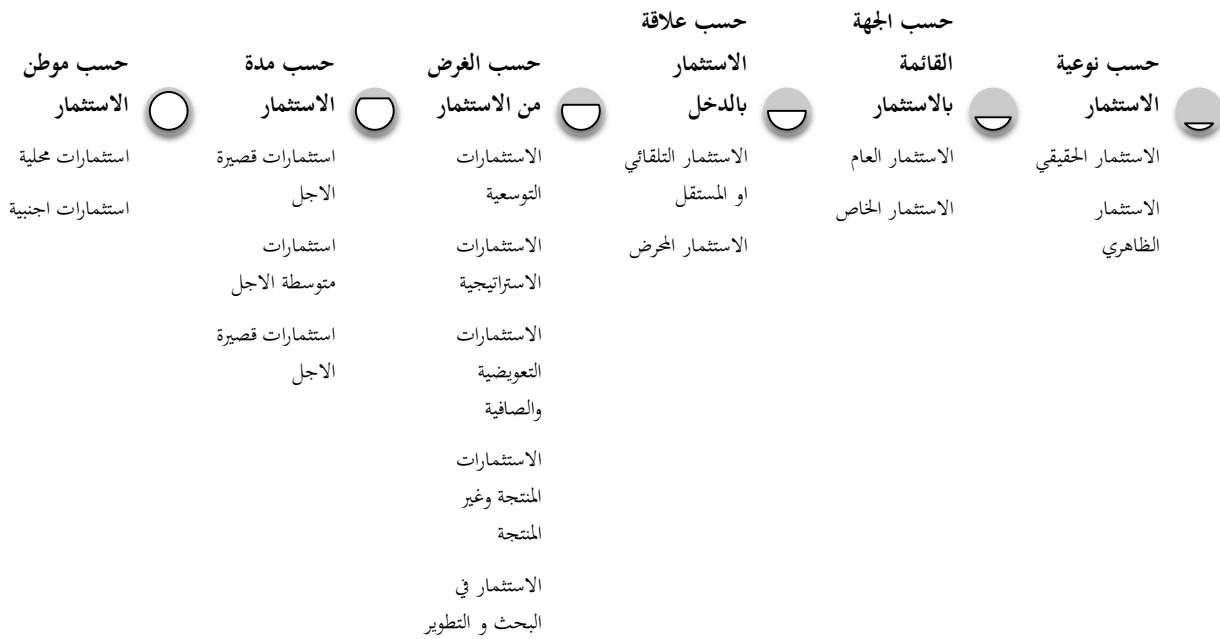 حسب نوعية
الاستثمار
الاستثمار الحقيقي
الاستثمار
الظاهري
حسب الجهة
القائمة
بالاستثمار
الاستثمار العام
الاستثمار الخاص
حسب علاقة
الاستثمار
بالدخل
الاستثمار التلقائي
او المستقل
الاستثمار المحرض
حسب الغرض
من الاستثمار
الاستثمارات
التوسعية
الاستثمارات
الاستراتيجية
الاستثمارات
التعويضية
والصافية
الاستثمارات
المنتجة وغير
المنتجة
الاستثمار في
البحث و التطوير
حسب مدة
الاستثمار
استثمارات قصيرة
الاجل
استثمارات
متوسطة الاجل
استثمارات قصيرة
الاجل
حسب موطن
الاستثمار
استثمارات محلية
استثمارات اجنبية